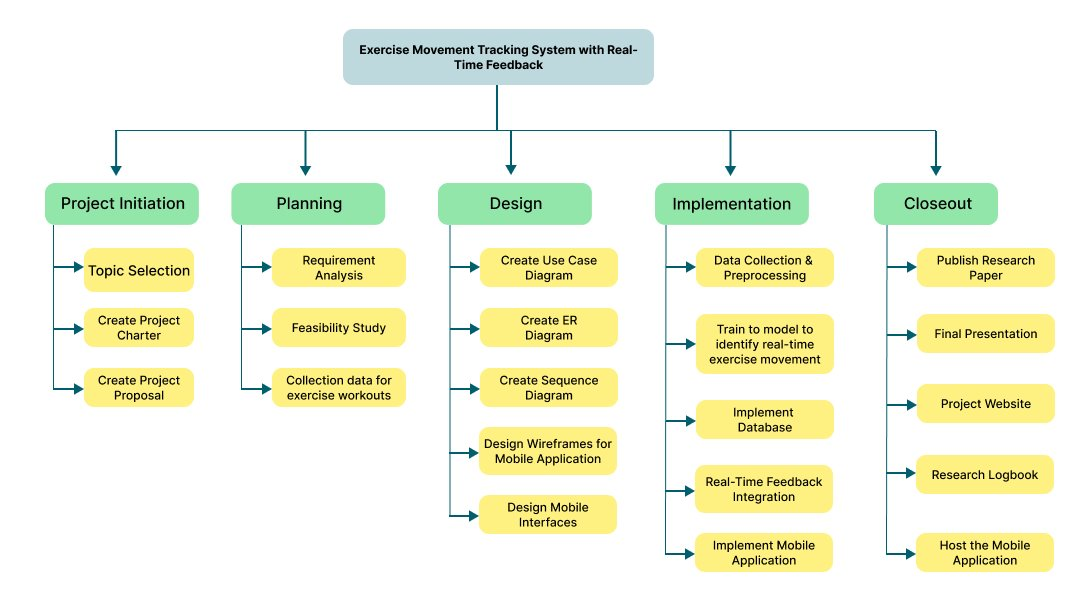 Exercise Movement Tracking System with Real-
Time Feedback
Project Initiation
Topic Selection
Create Project
Charter
Create Project
Proposal
Planning
Requirement
Analysis
Feasibility Study
Collection data for
exercise workouts
Design
Create Use Case
Diagram
Create ER
Diagram
Create Sequence
Diagram
Design Wireframes for
Mobile Application
Design Mobile
Interfaces
Implementation
Data Collection &
Preprocessing
Train to model to
identify real-time
exercise movement
Implement
Database
Real-Time Feedback
Integration
Implement Mobile
Application
Closeout
Publish Research
Paper
Final Presentation
Project Website
Research Logbook
Host the Mobile
Application